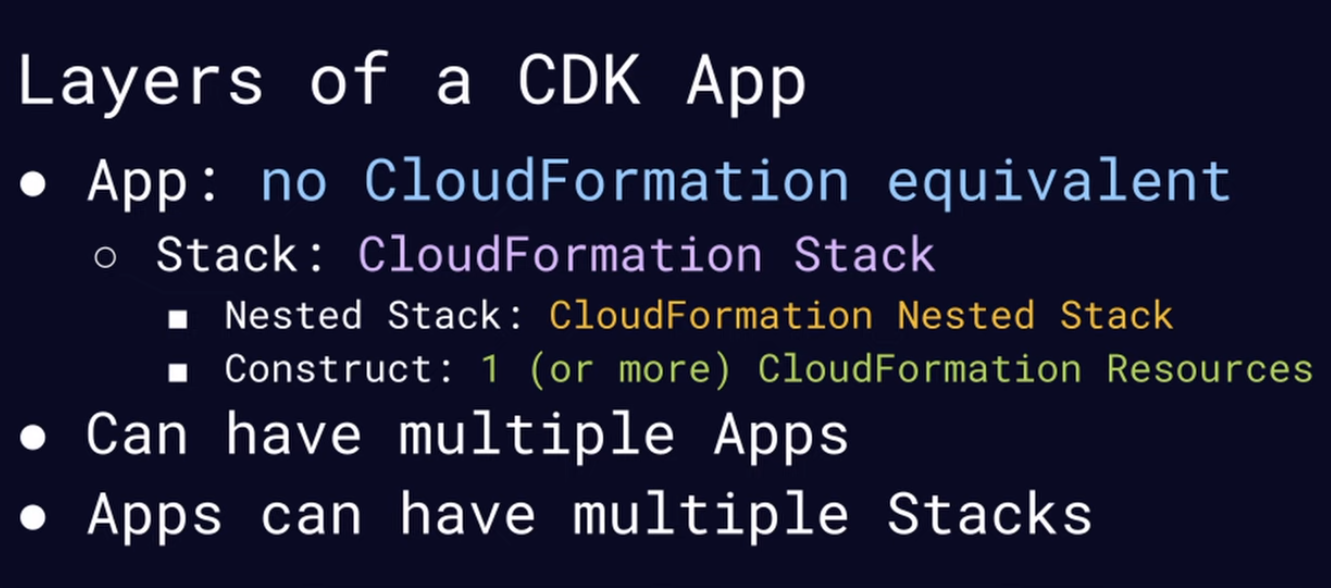 Layers of a CDK App
● App: no CloudFormation equivalent
○ Stack: CloudFormation Stack
■ Nested Stack: CloudFormation Nested Stack
■ Construct: 1 (or more) CloudFormation Resources
● Can have multiple Apps
● Apps can have multiple Stacks